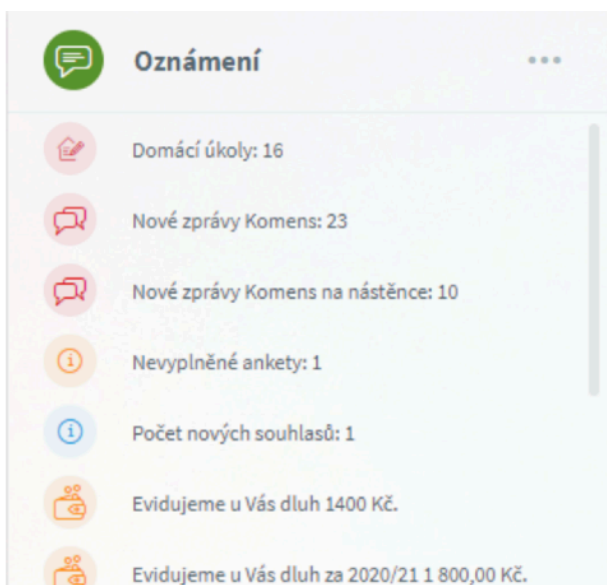 Oznámení
Domácí úkoly: 16
Nové zprávy Komens: 23
Nové zprávy Komens na nástěnce: 10
Nevyplněné ankety: 1
Počet nových souhlasů: 1
Evidujeme u Vás dluh 1400 Kč.
Evidujeme u Vás dluh za 2020/21 1 800,00 Kč.